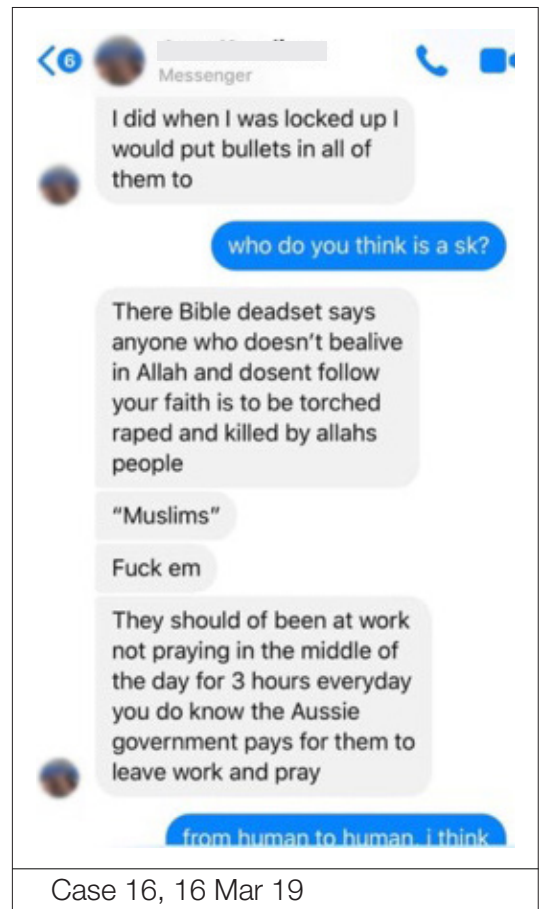 6
Messenger
I did when I was locked up I
would put bullets in all of
them to
who do you think is a sk?
There Bible deadset says
anyone who doesn't bealive
in Allah and dosent follow
your faith is to be torched
raped and killed by allahs
people
"Muslims"
Fuck em
They should of been at work
not praying in the middle of
the day for 3 hours everyday
you do know the Aussie
government pays for them to
leave work and pray
from human to human, i think
Case 16, 16 Mar 19